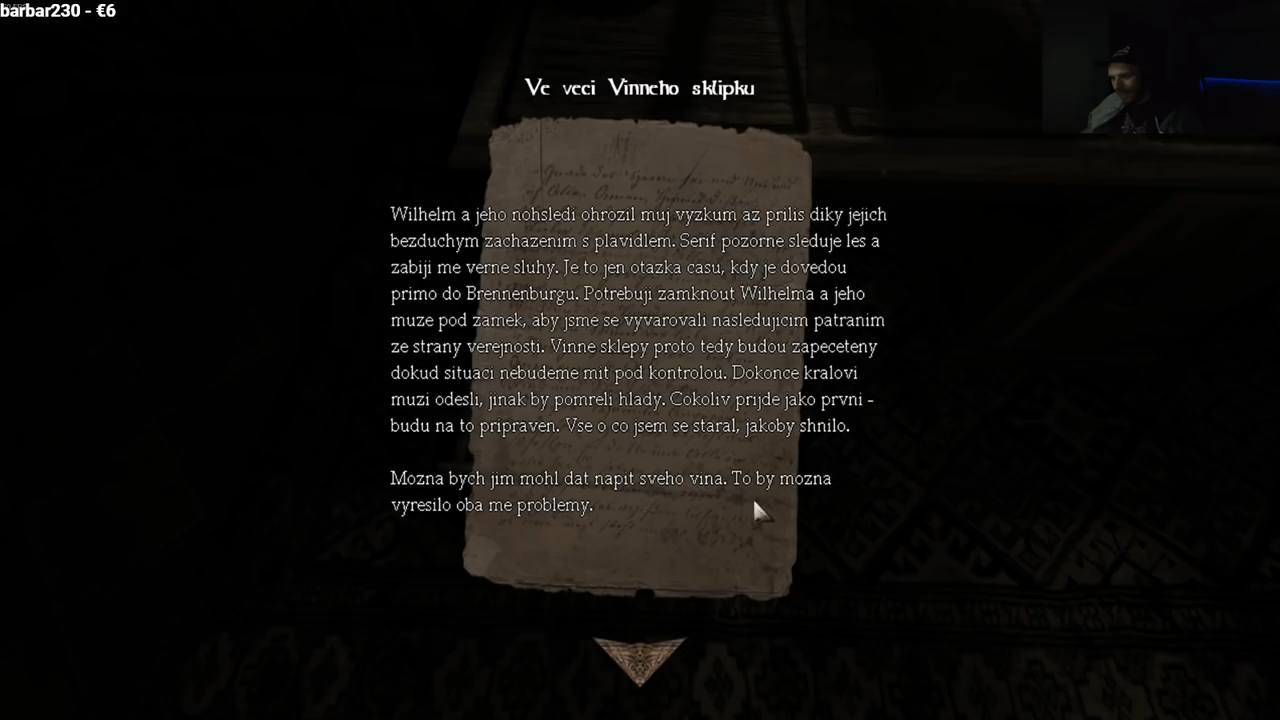 barbar230 - €6
Ve veci Vinneho sklipku
Wilhelm a jeho nohsledi ohrozil muj vyzkum az prilis diky jejich
bezduchym zachazenim s plavidlem. Serif pozorne sleduje les a
zabiji me verne sluhy. Je to jen otazka casu, kdy je dovedou
primo do Brennenburgu. Potrebuji zamknout Wilhelma a jeho
muze pod zamek, aby jsme se vyvarovali nasledujicim patranim
ze strany verejnosti. Vinne sklepy proto tedy budou zapeceteny
dokud situaci nebudeme mit pod kontrolou. Dokonce kralovi
muzi odesli, jinak by pomreli hlady. Cokoliv prijde jako prvni -
budu na to pripraven. Vse o co jsem se staral, jakoby shnilo.
Mozna bych jim mohl dat napit sveho vina. To by mozna
vyresilo oba me problemy.